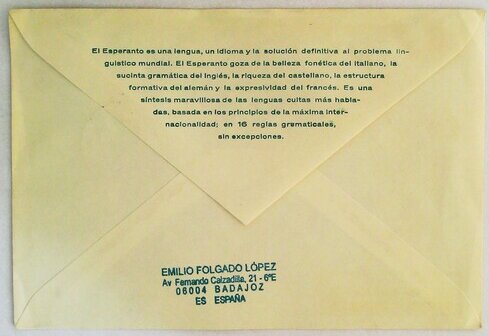 El Esperanto es una lengua, un idioma y la solución definitiva al problema lin-
guístico mundial. El Esperanto goza de la belleza fonética del italiano, la
sucinta gramática del inglés, la riqueza del castellano, la estructura
formativa del alemán y la expresividad del francés. Es una
síntesis maravillosa de las lenguas cultas más habla-
das, basada en los principios de la máxima inter-
nacionalidad; en 16 reglas gramaticales,
sin excepciones.
EMILIO FOLGADO LÓPEZ
Av Fernando Calzadilla, 21 - 6ºE
06004 BADAJOZ
ES ESPAÑA